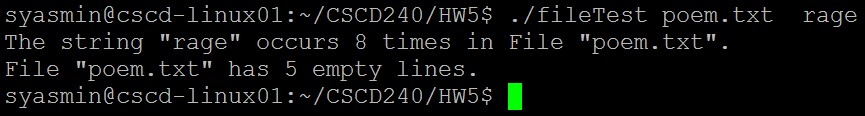 syasmin@cscd-linux01:~/CSCD240/HW5$ ./fileTest poem.txt  rage
The string "rage" occurs 8 times in File "poem.txt".
File "poem.txt" has 5 empty lines.
syasmin@cscd-linux01:~/CSCD240/HW5$